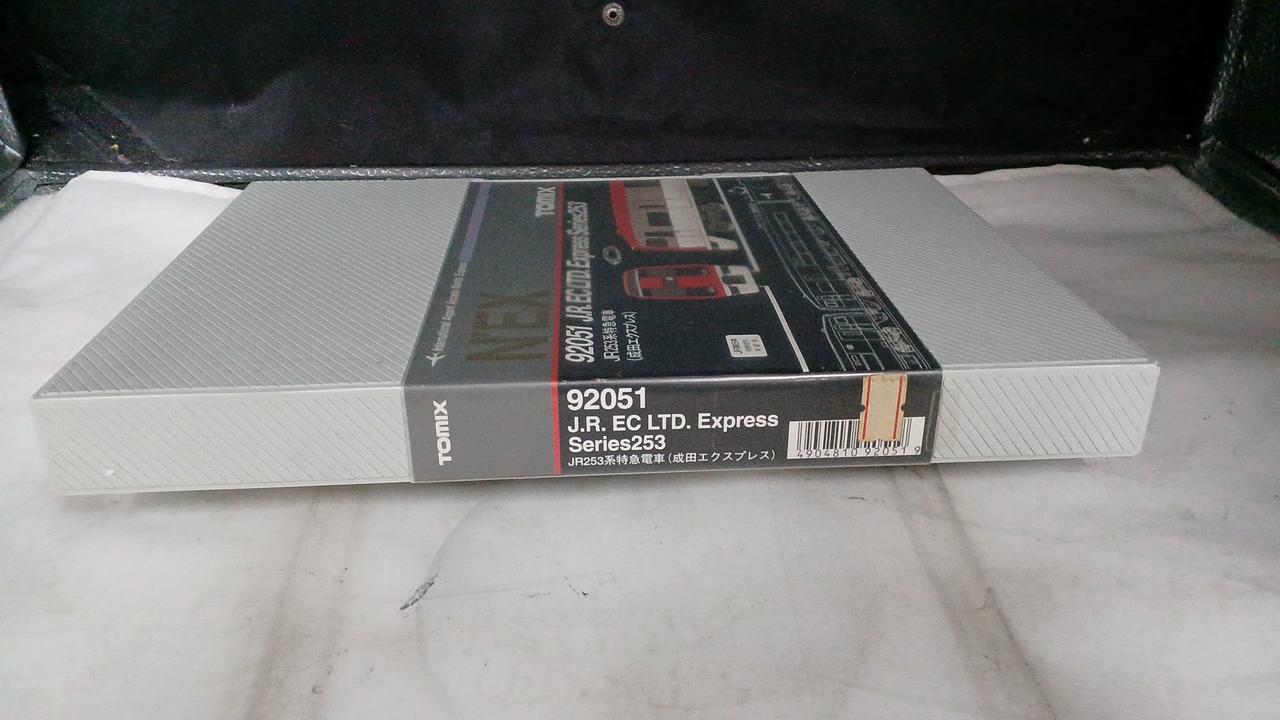 TOMIX
NEX
92051 J.R. EC LTD. Express Series253
JR253系特急電車
(成田エクスプレス)
TOMIX
92051
J.R. EC LTD. Express
Series253
JR253系特急電車(成田エクスプレス)
4904810 920519